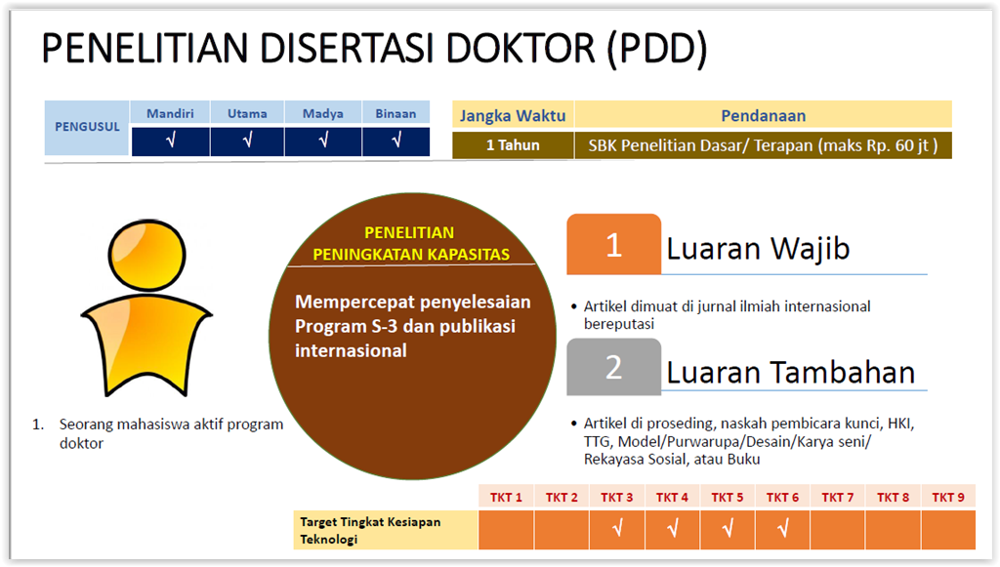 PENELITIAN DISERTASI DOKTOR (PDD)
PENGUSUL
Mandiri Utama Madya Binaan
√ √ √ √
Jangka Waktu Pendanaan
1 Tahun SBK Penelitian Dasar/ Terapan (maks Rp. 60 jt )
PENELITIAN
PENINGKATAN KAPASITAS
Mempercepat penyelesaian
Program S-3 dan publikasi
internasional
1. Seorang mahasiswa aktif program
doktor
1 Luaran Wajib
• Artikel dimuat di jurnal ilmiah internasional
bereputasi
2 Luaran Tambahan
• Artikel di proseding, naskah pembicara kunci, HKI,
TTG, Model/Purwarupa/Desain/Karya seni/
Rekayasa Sosial, atau Buku
TKT 1 TKT 2 TKT 3 TKT 4 TKT 5 TKT 6 TKT 7 TKT 8 TKT 9
Target Tingkat Kesiapan
Teknologi
√ √ √ √